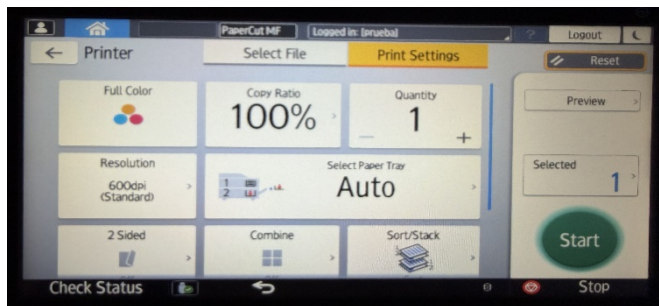 PaperCut MF
Logged in: [prueba]
?
Logout
Printer
Select File
Print Settings
Reset
Full Color
Copy Ratio
100%
Quantity
1
Preview
Resolution
600dpi
(Standard)
1
2
Select Paper Tray
Auto
Selected
1
2 Sided
Combine
Sort/Stack
Start
Check Status
Stop